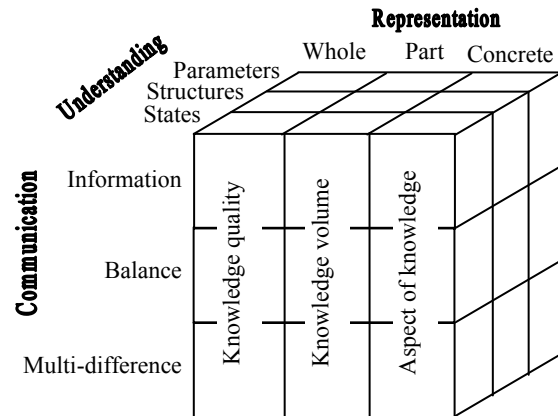 Representation
Whole Part Concrete
Understanding
Parameters
Structures
States
Communication
Information
Balance
Multi-difference
Knowledge quality
Knowledge volume
Aspect of knowledge